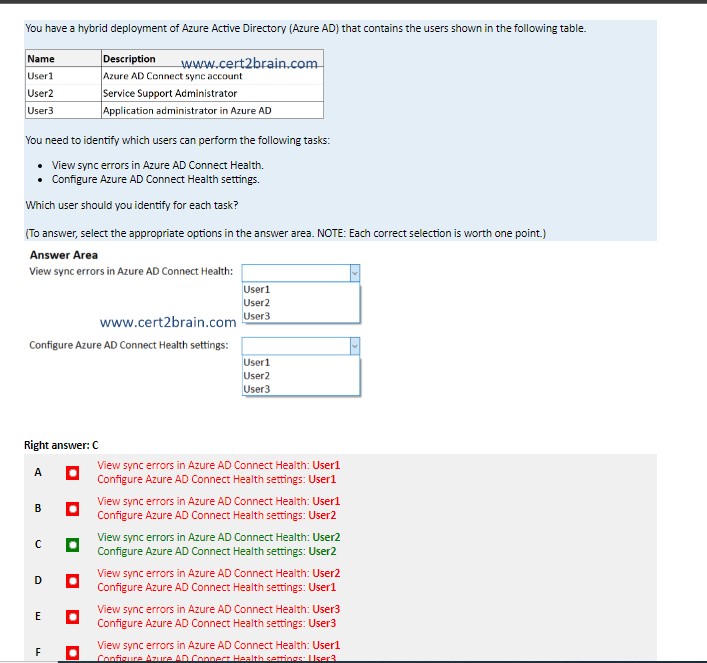 You have a hybrid deployment of Azure Active Directory (Azure AD) that contains the users shown in the following table.
Name Description www.cert2brain.com
User1 Azure AD Connect sync account
User2 Service Support Administrator
User3 Application administrator in Azure AD
You need to identify which users can perform the following tasks:
• View sync errors in Azure AD Connect Health.
• Configure Azure AD Connect Health settings.
Which user should you identify for each task?
(To answer, select the appropriate options in the answer area. NOTE: Each correct selection is worth one point.)
Answer Area
View sync errors in Azure AD Connect Health:
User1
User2
User3
www.cert2brain.com
Configure Azure AD Connect Health settings:
User1
User2
User3
Right answer: C
A
View sync errors in Azure AD Connect Health: User1
Configure Azure AD Connect Health settings: User1
B
View sync errors in Azure AD Connect Health: User1
Configure Azure AD Connect Health settings: User2
C
View sync errors in Azure AD Connect Health: User2
Configure Azure AD Connect Health settings: User2
D
View sync errors in Azure AD Connect Health: User2
Configure Azure AD Connect Health settings: User1
E
View sync errors in Azure AD Connect Health: User3
Configure Azure AD Connect Health settings: User3
F
View sync errors in Azure AD Connect Health: User1
Configure Azure AD Connect Health settings: User3